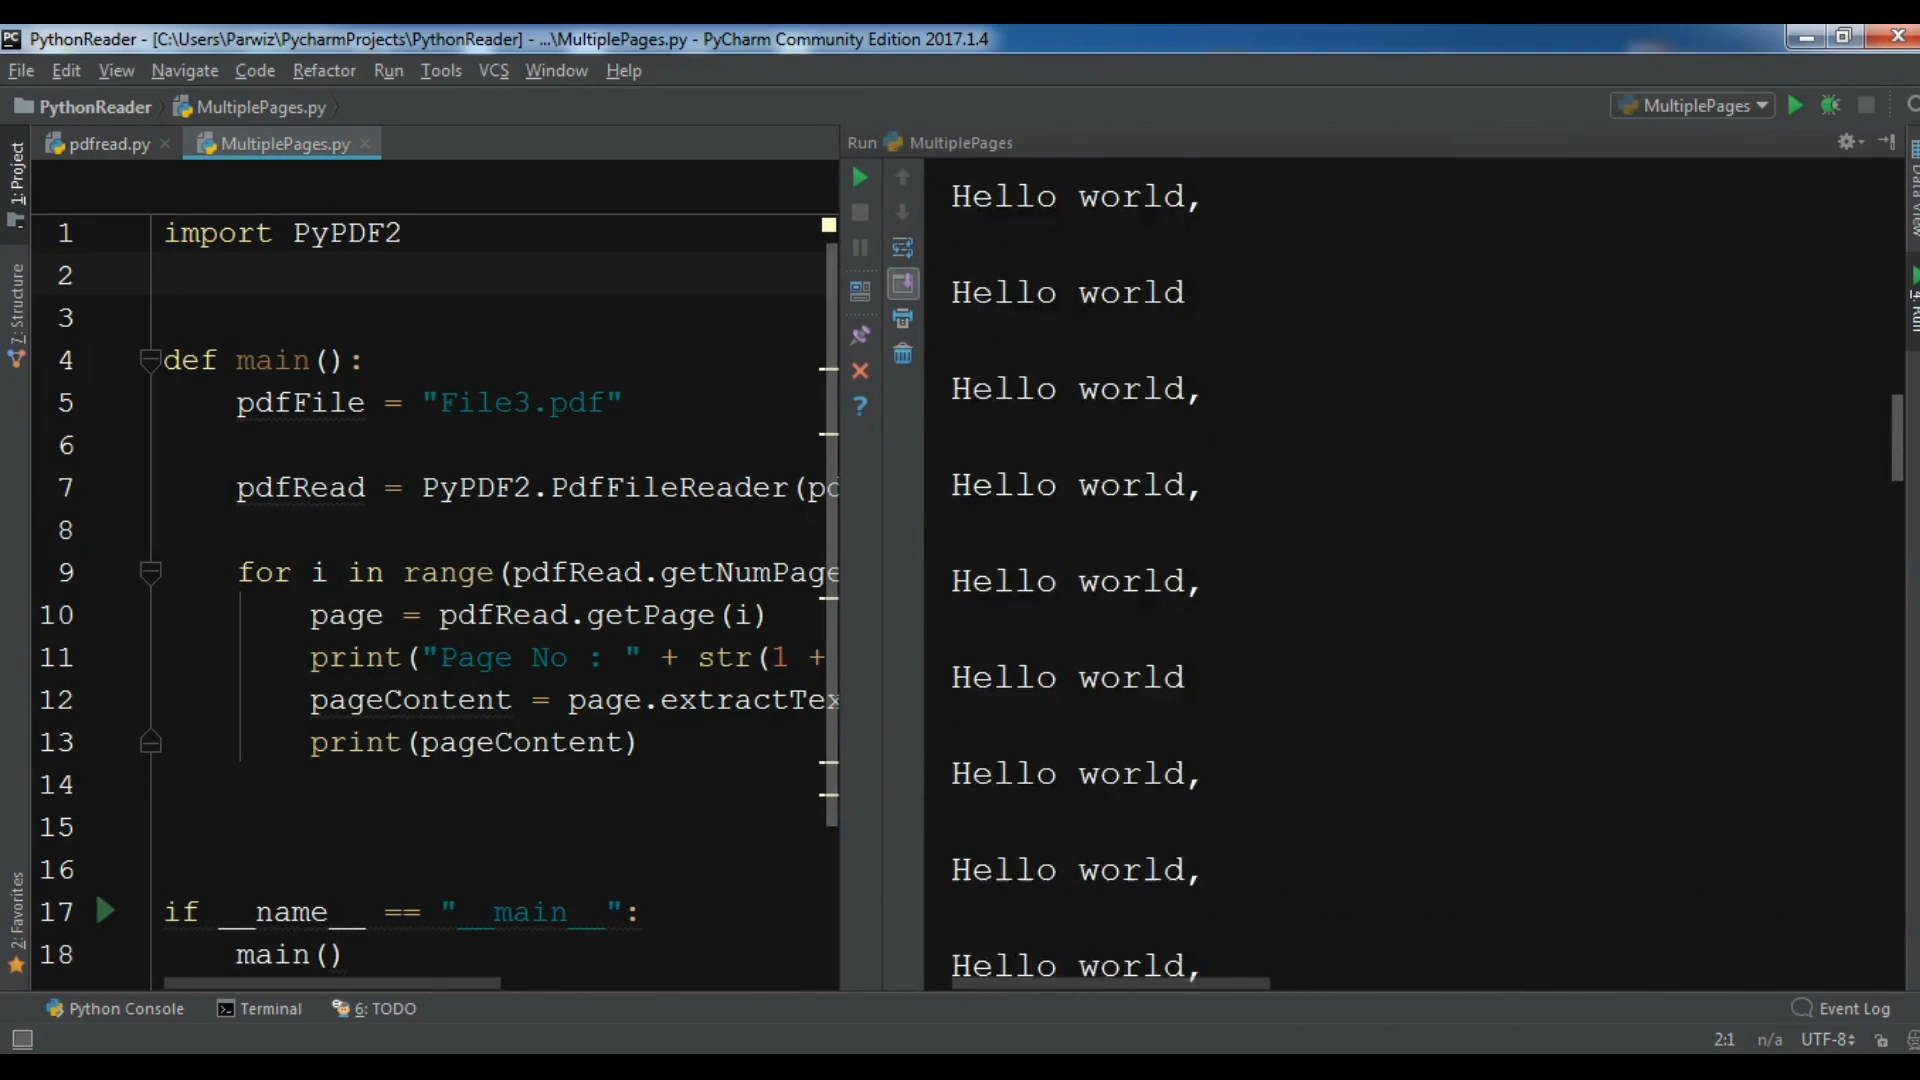 PythonReader - [C:\Users\Parwiz\PycharmProjects\PythonReader] - ...\MultiplePages.py - PyCharm Community Edition 2017.1.4
File Edit View Navigate Code Refactor Run Tools VCS Window Help
PythonReader MultiplePages.py
MultiplePages
pdfread.py MultiplePages.py
Run MultiplePages
1: Project
7: Structure
2: Favorites
1 import PyPDF2
2
3
4 def main():
5 pdfFile = "File3.pdf"
6
7 pdfRead = PyPDF2.PdfFileReader(pd
8
9 for i in range(pdfRead.getNumPage
10 page = pdfRead.getPage(i)
11 print("Page No : " + str(1 +
12 pageContent = page.extractTex
13 print(pageContent)
14
15
16
17 if __name__ == "__main__":
18 main()
Hello world,
Hello world
Hello world,
Hello world,
Hello world,
Hello world
Hello world,
Hello world,
Hello world,
Data View
4: Run
Python Console Terminal 6: TODO
Event Log
2:1 n/a UTF-8